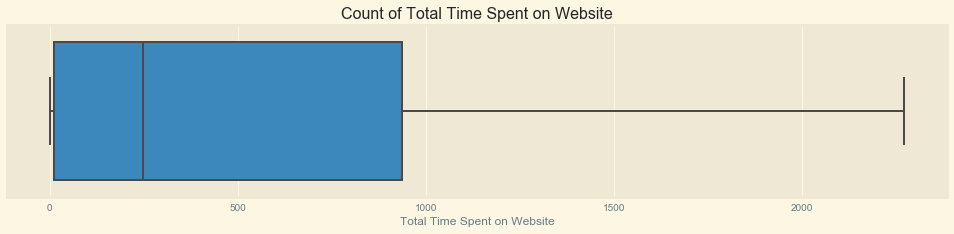 Count of Total Time Spent on Website
0 500 1000 1500 2000
Total Time Spent on Website